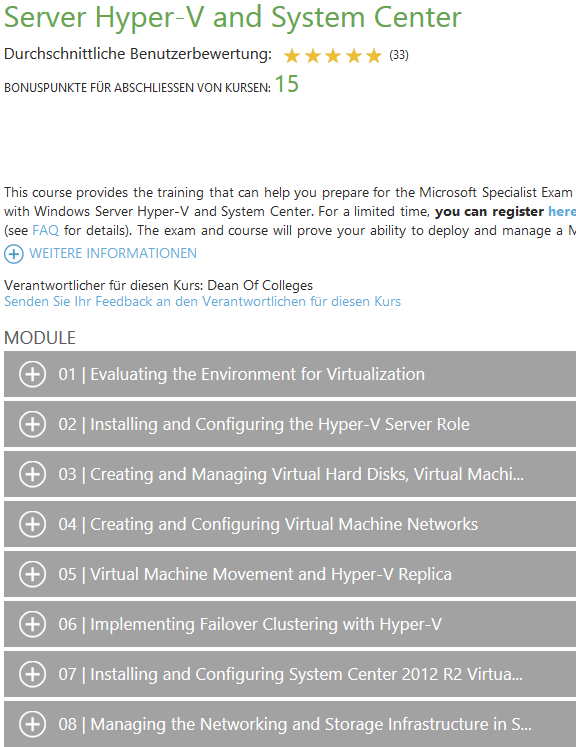 Server Hyper-V and System Center
Durchschnittliche Benutzerbewertung: (33)
BONUSPUNKTE FÜR ABSCHLIESSEN VON KURSEN: 15
This course provides the training that can help you prepare for the Microsoft Specialist Exam
with Windows Server Hyper-V and System Center. For a limited time, you can register here
(see FAQ for details). The exam and course will prove your ability to deploy and manage a M
WEITERE INFORMATIONEN
Verantwortlicher für diesen Kurs: Dean Of Colleges
Senden Sie Ihr Feedback an den Verantwortlichen für diesen Kurs
MODULE
01 | Evaluating the Environment for Virtualization
02 | Installing and Configuring the Hyper-V Server Role
03 | Creating and Managing Virtual Hard Disks, Virtual Machi...
04 | Creating and Configuring Virtual Machine Networks
05 | Virtual Machine Movement and Hyper-V Replica
06 | Implementing Failover Clustering with Hyper-V
07 | Installing and Configuring System Center 2012 R2 Virtua...
08 | Managing the Networking and Storage Infrastructure in S...